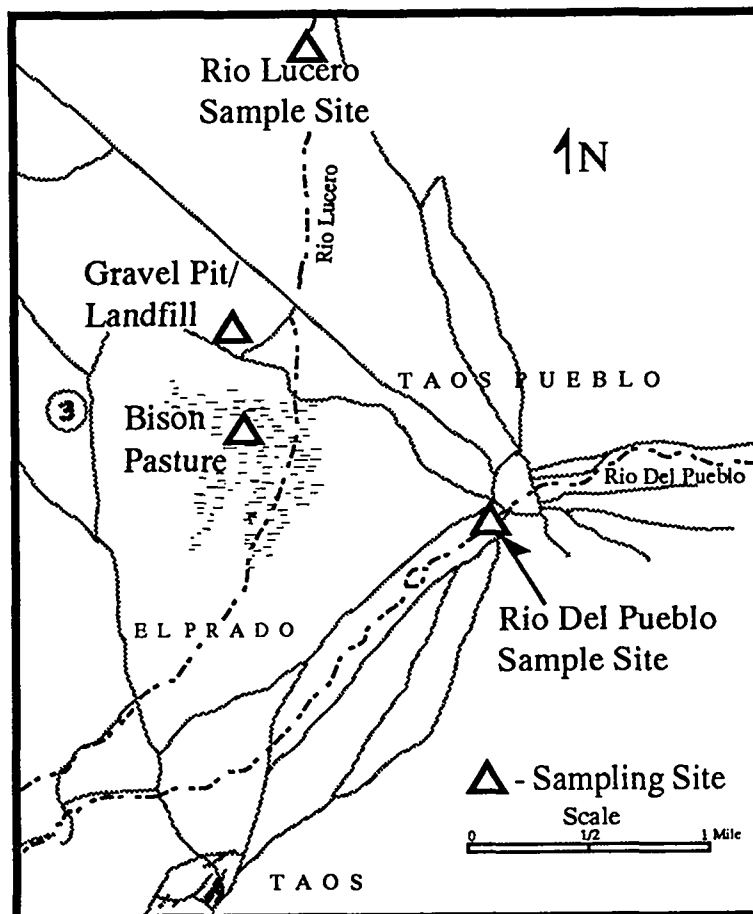 Rio Lucero
Sample Site
N
Rio Lucero
Gravel Pit/
Landfill
TAOS PUEBLO
3
Bison
Pasture
Rio Del Pueblo
EL PRADO
Rio Del Pueblo
Sample Site
- Sampling Site
Scale
0 1/2 1 Mile
TAOS